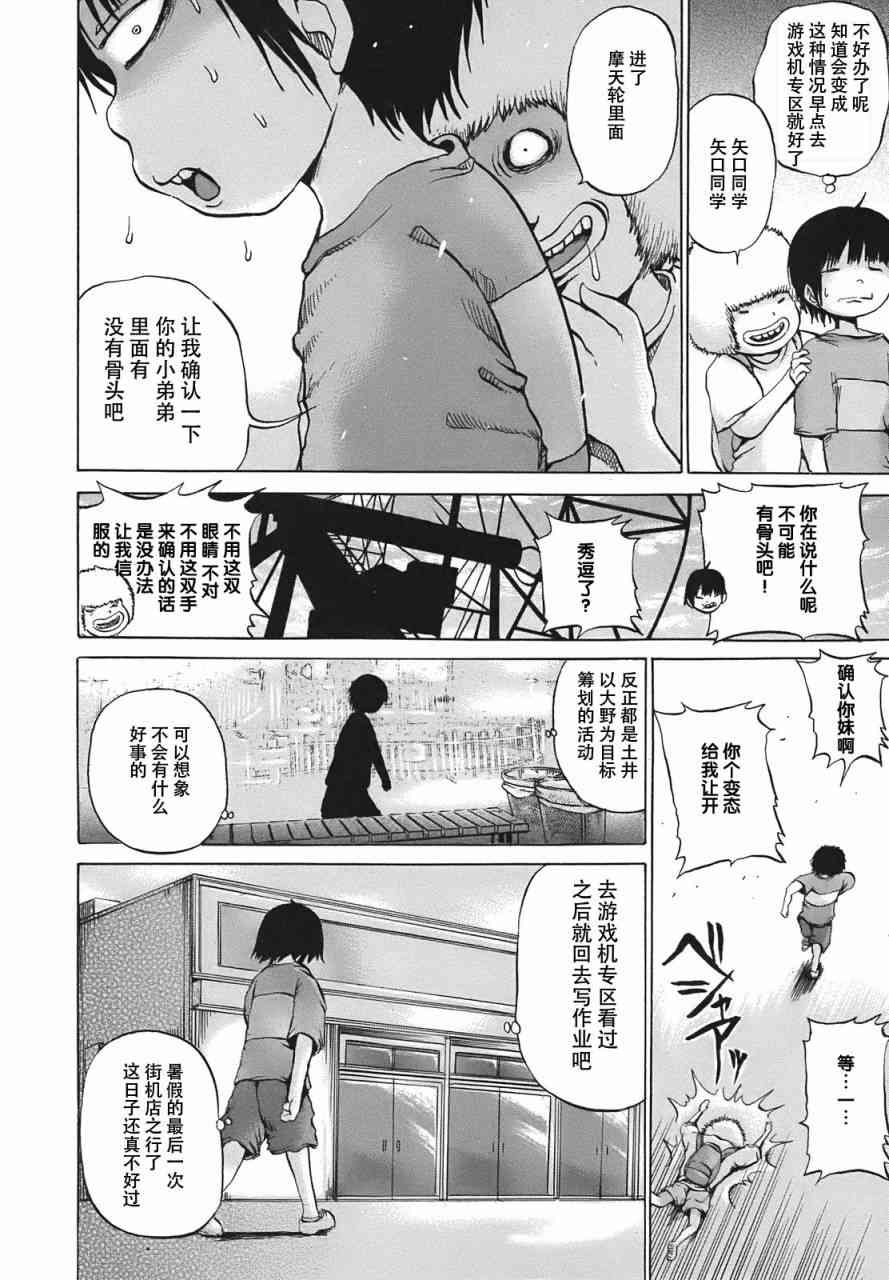 不好办了呢
知道会变成
这种情况早点去
游戏机专区就好了
矢口同学
矢口同学
进了
摩天轮里面
让我确认一下
你的小弟弟
里面有
没有骨头吧
你在说什么呢
不可能
有骨头吧！
秀逗了？
不用这双
眼睛 不对
不用这双手
来确认的话
是没办法
让我信
服的
确认你妹啊
你个变态
给我让开
ベシャアッ
等…一…
反正都是土井
以大野为目标
筹划的活动
可以想象
不会有什么
好事的
去游戏机专区看过
之后就回去写作业吧
暑假的最后一次
街机店之行了
这日子还真不好过